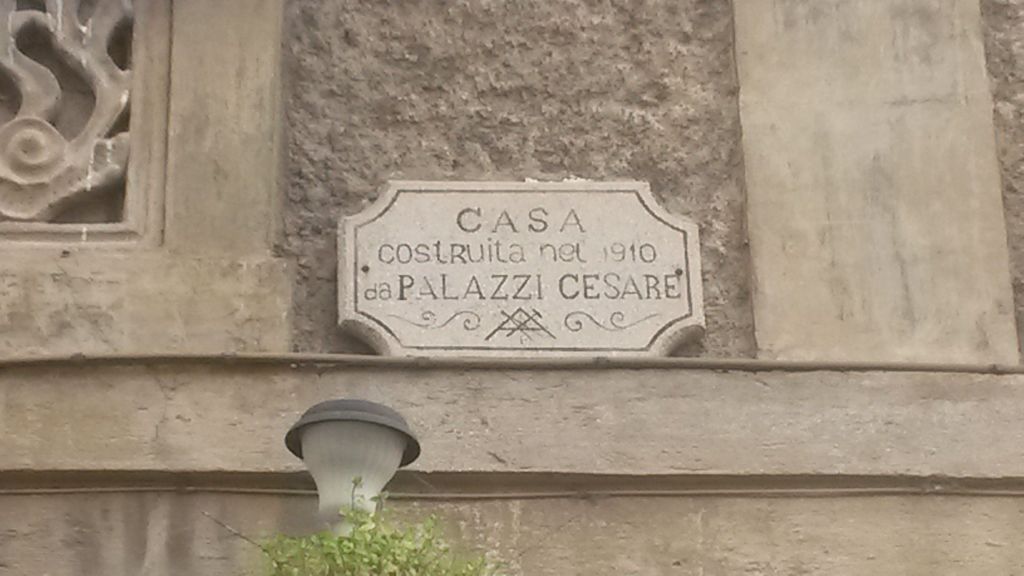 CASA
costruita nel 1910
da PALAZZI CESARE